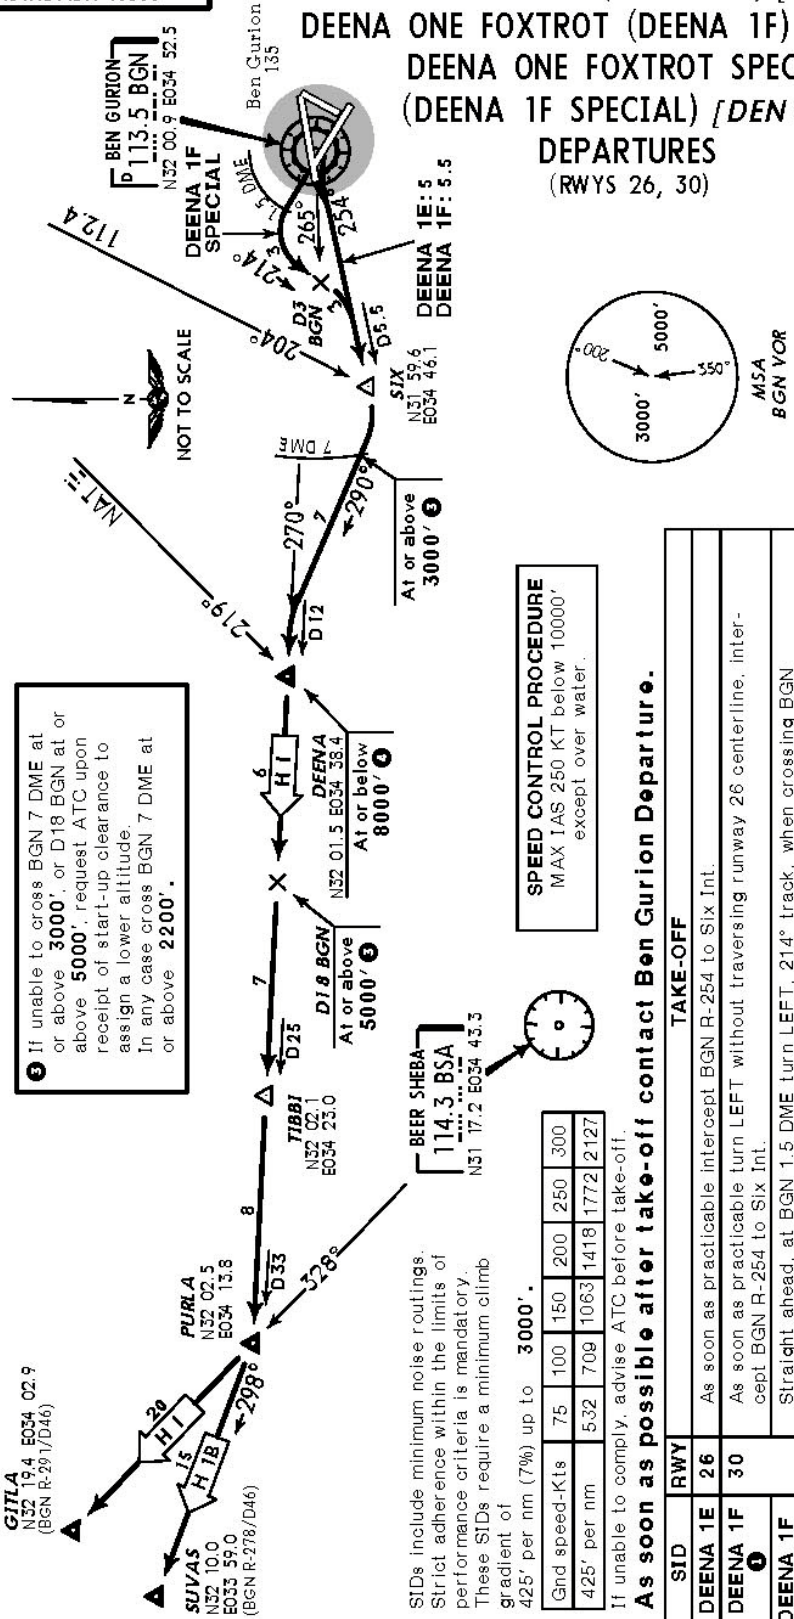 DEENA ONE FOXTROT (DEENA 1F)
DEENA ONE FOXTROT SPEC
(DEENA 1F SPECIAL) [DEN
DEPARTURES
(RWYS 26, 30)
Ben Gurion
135
BEN GURION
D 113.5 BGN
N32 00.9 E034 52.5
DEENA 1F
SPECIAL
1.5 DME
3
214°
265°
254°
D3
BGN
DEENA 1E: 5
DEENA 1F: 5.5
D5.5
112.4
204°
SIX
N31 59.6
E034 46.1
N
NOT TO SCALE
7 DME
290°
7
270°
At or above
3000' 3
NAT
219°
D12
DEENA
N32 01.5 E034 38.4
At or below
8000' 4
6
H 1
D18 BGN
At or above
5000' 3
7
D25
TIBBI
N32 02.1
E034 23.0
8
D33
PURLA
N32 02.5
E034 13.8
328°
BEER SHEBA
114.3 BSA
N31 17.2 E034 43.3
298°
20
H 1
15
H 1B
GITLA
N32 19.4 E034 02.9
(BGN R-291/D46)
SUVAS
N32 10.0
E033 59.0
(BGN R-278/D46)
3 If unable to cross BGN 7 DME at
or above 3000', or D18 BGN at or
above 5000', request ATC upon
receipt of start-up clearance to
assign a lower altitude.
In any case cross BGN 7 DME at
or above 2200'.
200°
5000'
3000'
350°
MSA
BGN VOR
SPEED CONTROL PROCEDURE
MAX IAS 250 KT below 10000'
except over water.
SIDs include minimum noise routings.
Strict adherence within the limits of
performance criteria is mandatory.
These SIDs require a minimum climb
gradient of
425' per nm (7%) up to 3000'.
Gnd speed-Kts 75 100 150 200 250 300
425' per nm 532 709 1063 1418 1772 2127
If unable to comply, advise ATC before take-off.
As soon as possible after take-off contact Ben Gurion Departure.
SID RWY TAKE-OFF
DEENA 1E 26 As soon as practicable intercept BGN R-254 to Six Int.
DEENA 1F 1 30 As soon as practicable turn LEFT without traversing runway 26 centerline, inter-
cept BGN R-254 to Six Int.
DEENA 1F Straight ahead, at BGN 1.5 DME turn LEFT, 214° track, when crossing BGN